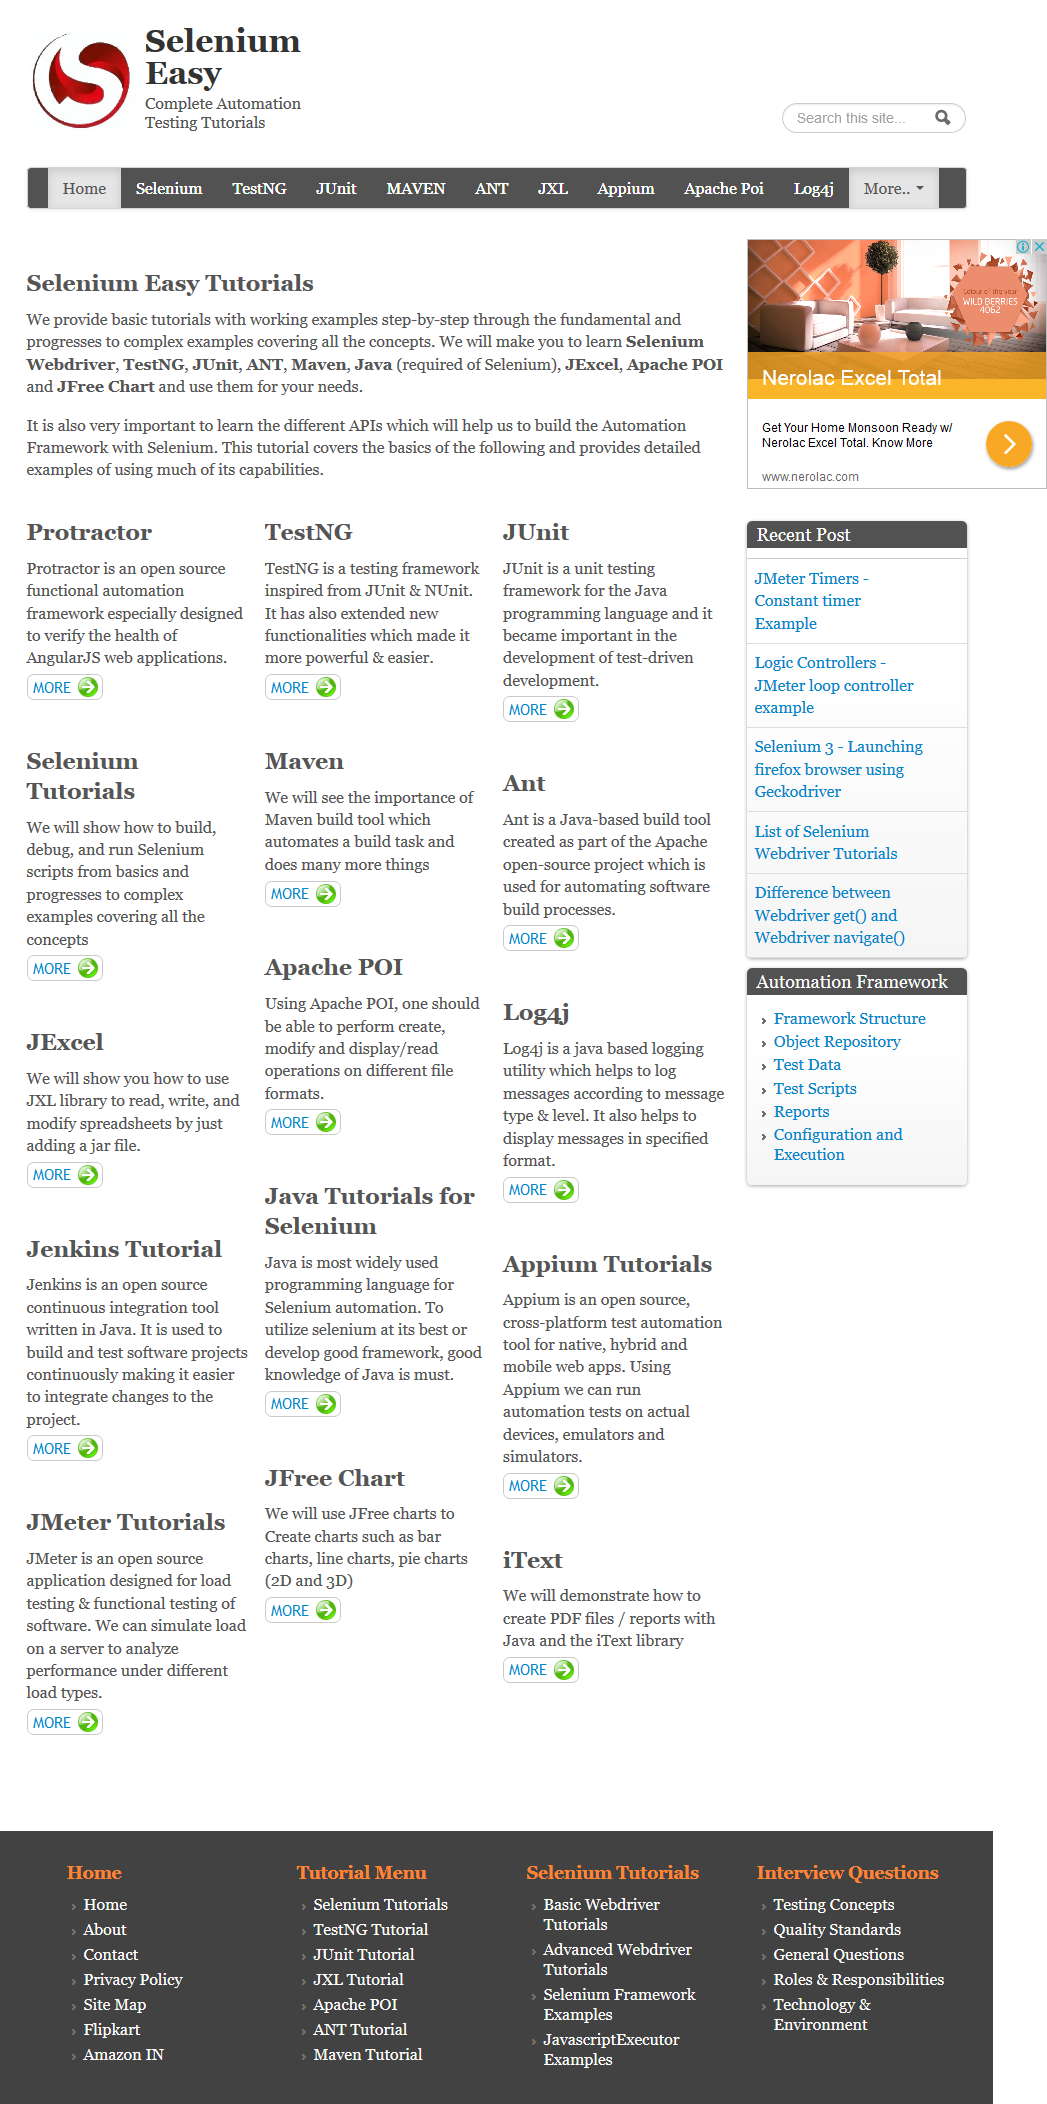 Selenium
Easy
Complete Automation
Testing Tutorials
Search this site...
Home Selenium TestNG JUnit MAVEN ANT JXL Appium Apache Poi Log4j More..
Selenium Easy Tutorials
We provide basic tutorials with working examples step-by-step through the fundamental and
progresses to complex examples covering all the concepts. We will make you to learn Selenium
Webdriver, TestNG, JUnit, ANT, Maven, Java (required of Selenium), JExcel, Apache POI
and JFree Chart and use them for your needs.
It is also very important to learn the different APIs which will help us to build the Automation
Framework with Selenium. This tutorial covers the basics of the following and provides detailed
examples of using much of its capabilities.
Protractor
Protractor is an open source
functional automation
framework especially designed
to verify the health of
AngularJS web applications.
MORE
Selenium
Tutorials
We will show how to build,
debug, and run Selenium
scripts from basics and
progresses to complex
examples covering all the
concepts
MORE
JExcel
We will show you how to use
JXL library to read, write, and
modify spreadsheets by just
adding a jar file.
MORE
Jenkins Tutorial
Jenkins is an open source
continuous integration tool
written in Java. It is used to
build and test software projects
continuously making it easier
to integrate changes to the
project.
MORE
JMeter Tutorials
JMeter is an open source
application designed for load
testing & functional testing of
software. We can simulate load
on a server to analyze
performance under different
load types.
MORE
TestNG
TestNG is a testing framework
inspired from JUnit & NUnit.
It has also extended new
functionalities which made it
more powerful & easier.
MORE
Maven
We will see the importance of
Maven build tool which
automates a build task and
does many more things
MORE
Apache POI
Using Apache POI, one should
be able to perform create,
modify and display/read
operations on different file
formats.
MORE
Java Tutorials for
Selenium
Java is most widely used
programming language for
Selenium automation. To
utilize selenium at its best or
develop good framework, good
knowledge of Java is must.
MORE
JFree Chart
We will use JFree charts to
Create charts such as bar
charts, line charts, pie charts
(2D and 3D)
MORE
JUnit
JUnit is a unit testing
framework for the Java
programming language and it
became important in the
development of test-driven
development.
MORE
Ant
Ant is a Java-based build tool
created as part of the Apache
open-source project which is
used for automating software
build processes.
MORE
Log4j
Log4j is a java based logging
utility which helps to log
messages according to message
type & level. It also helps to
display messages in specified
format.
MORE
Appium Tutorials
Appium is an open source,
cross-platform test automation
tool for native, hybrid and
mobile web apps. Using
Appium we can run
automation tests on actual
devices, emulators and
simulators.
MORE
iText
We will demonstrate how to
create PDF files / reports with
Java and the iText library
MORE
Colour of the year
WILD BERRIES
4062
Nerolac Excel Total
Get Your Home Monsoon Ready w/
Nerolac Excel Total. Know More
www.nerolac.com
Recent Post
JMeter Timers -
Constant timer
Example
Logic Controllers -
JMeter loop controller
example
Selenium 3 - Launching
firefox browser using
Geckodriver
List of Selenium
Webdriver Tutorials
Difference between
Webdriver get() and
Webdriver navigate()
Automation Framework
Framework Structure
Object Repository
Test Data
Test Scripts
Reports
Configuration and
Execution
Home
Home
About
Contact
Privacy Policy
Site Map
Flipkart
Amazon IN
Tutorial Menu
Selenium Tutorials
TestNG Tutorial
JUnit Tutorial
JXL Tutorial
Apache POI
ANT Tutorial
Maven Tutorial
Selenium Tutorials
Basic Webdriver
Tutorials
Advanced Webdriver
Tutorials
Selenium Framework
Examples
JavascriptExecutor
Examples
Interview Questions
Testing Concepts
Quality Standards
General Questions
Roles & Responsibilities
Technology &
Environment